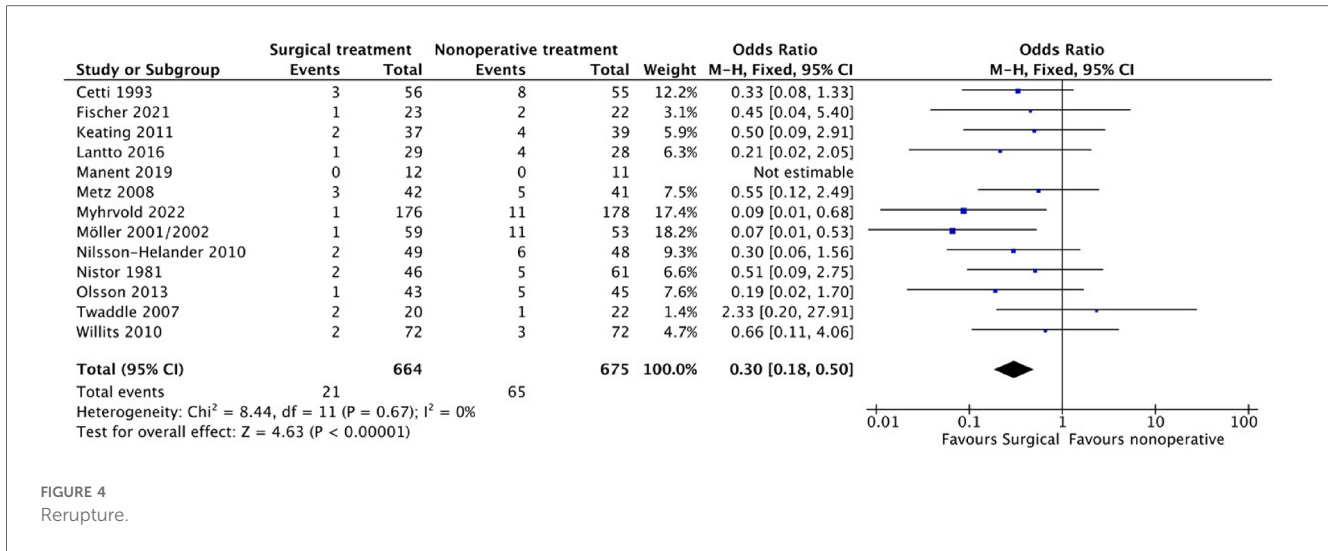 Surgical treatment Nonoperative treatment Odds Ratio Odds Ratio
Study or Subgroup Events Total Events Total Weight M-H, Fixed, 95% CI M-H, Fixed, 95% CI
Cetti 1993 3 56 8 55 12.2% 0.33 [0.08, 1.33]
Fischer 2021 1 23 2 22 3.1% 0.45 [0.04, 5.40]
Keating 2011 2 37 4 39 5.9% 0.50 [0.09, 2.91]
Lantto 2016 1 29 4 28 6.3% 0.21 [0.02, 2.05]
Manent 2019 0 12 0 11 Not estimable
Metz 2008 3 42 5 41 7.5% 0.55 [0.12, 2.49]
Myhrvold 2022 1 176 11 178 17.4% 0.09 [0.01, 0.68]
Möller 2001/2002 1 59 11 53 18.2% 0.07 [0.01, 0.53]
Nilsson-Helander 2010 2 49 6 48 9.3% 0.30 [0.06, 1.56]
Nistor 1981 2 46 5 61 6.6% 0.51 [0.09, 2.75]
Olsson 2013 1 43 5 45 7.6% 0.19 [0.02, 1.70]
Twaddle 2007 2 20 1 22 1.4% 2.33 [0.20, 27.91]
Willits 2010 2 72 3 72 4.7% 0.66 [0.11, 4.06]
Total (95% CI) 664 675 100.0% 0.30 [0.18, 0.50]
Total events 21 65
Heterogeneity: Chi² = 8.44, df = 11 (P = 0.67); I² = 0%
Test for overall effect: Z = 4.63 (P < 0.00001)
0.01 0.1 1 10 100
Favours Surgical Favours nonoperative
FIGURE 4
Rerupture.